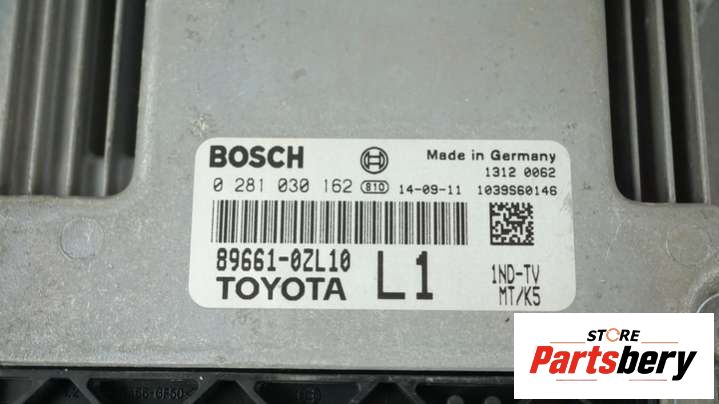 BOSCH Made in Germany
1312 0062
0 281 030 162 810 14-09-11 1039S60146
89661-0ZL10
TOYOTA L1
1ND-TV
MT/K5
STORE
Partsbery